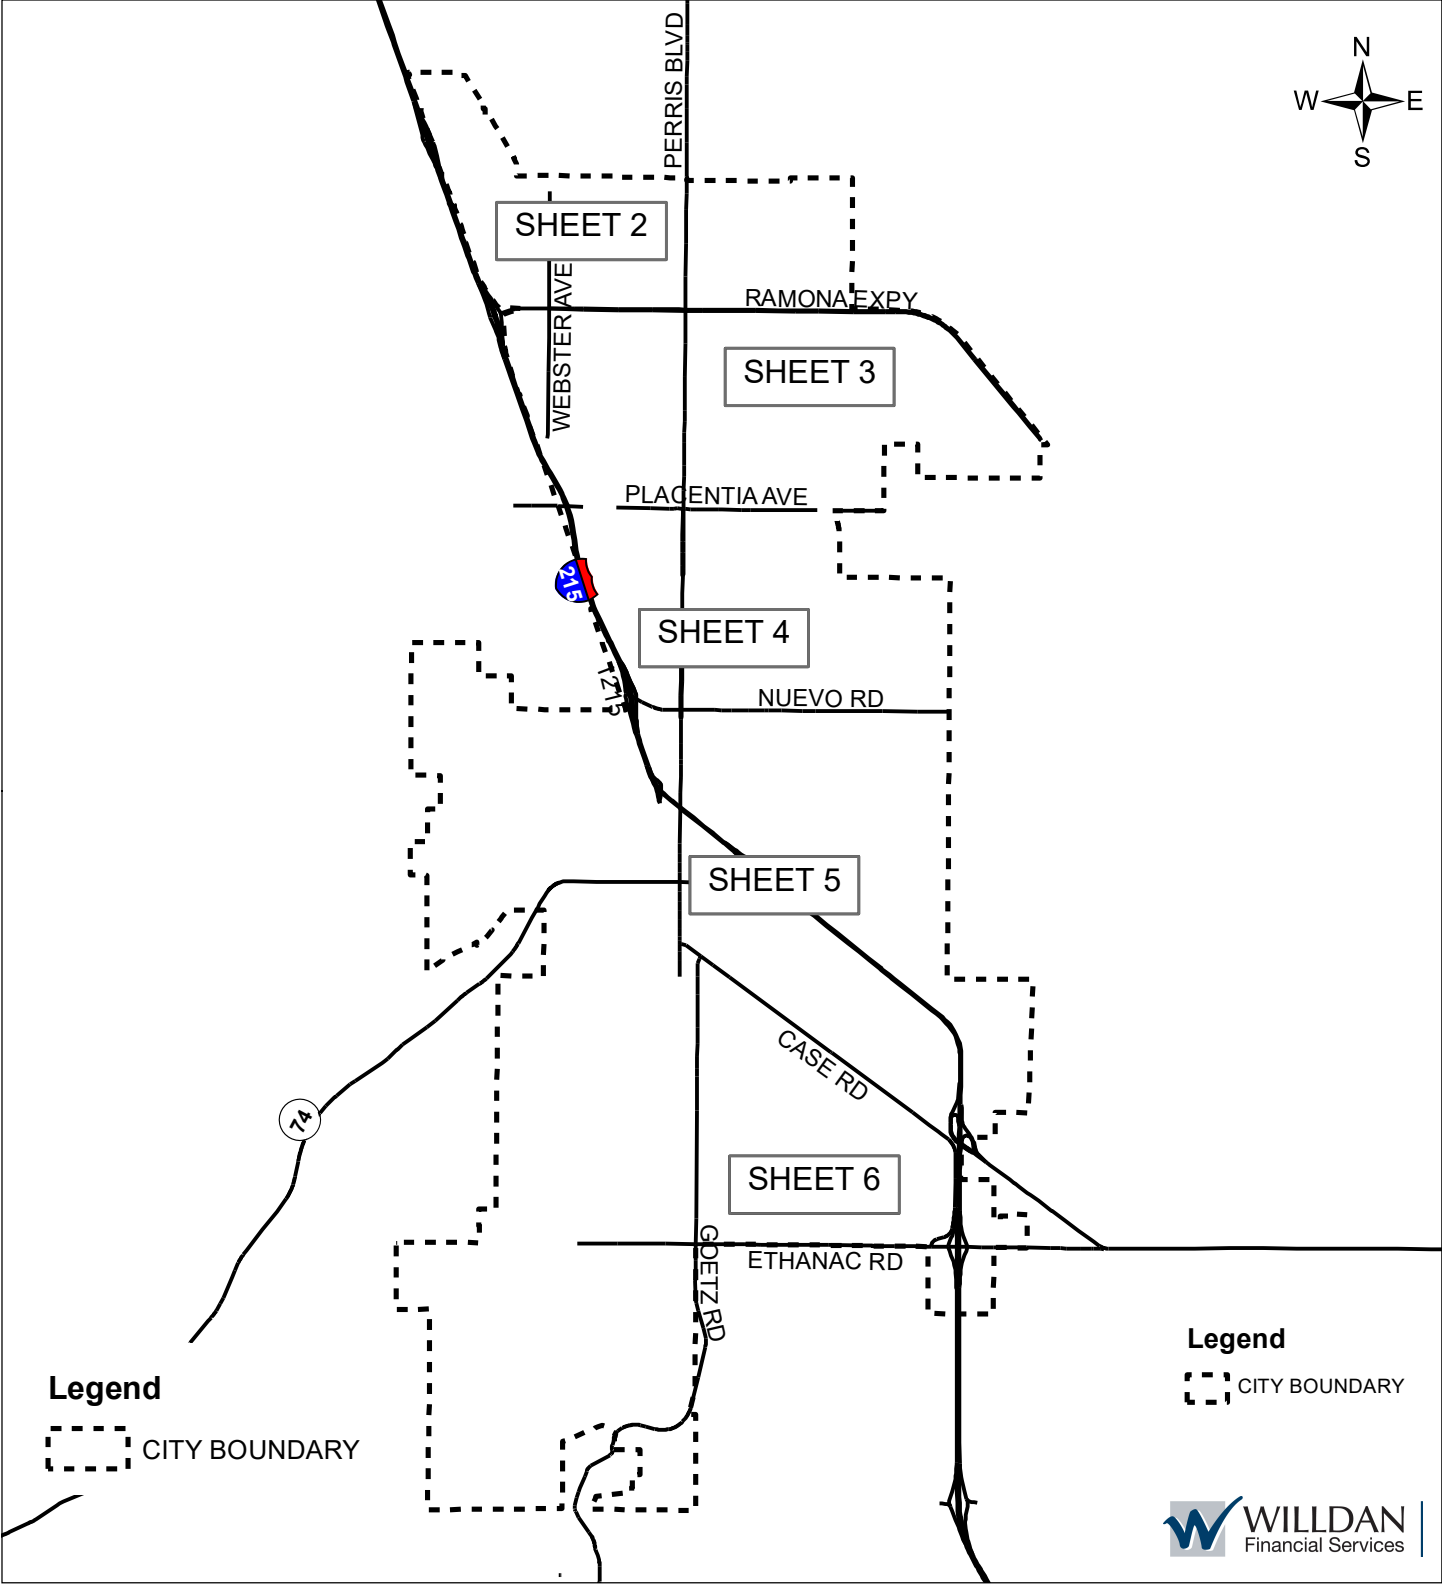 PERRIS BLVD
N
W E
S
SHEET 2
WEBSTER AVE
RAMONA EXPY
SHEET 3
PLACENTIA AVE
215
SHEET 4
I 215
NUEVO RD
SHEET 5
CASE RD
74
SHEET 6
GOETZ RD
ETHANAC RD
Legend
CITY BOUNDARY
Legend
CITY BOUNDARY
WILLDAN
Financial Services